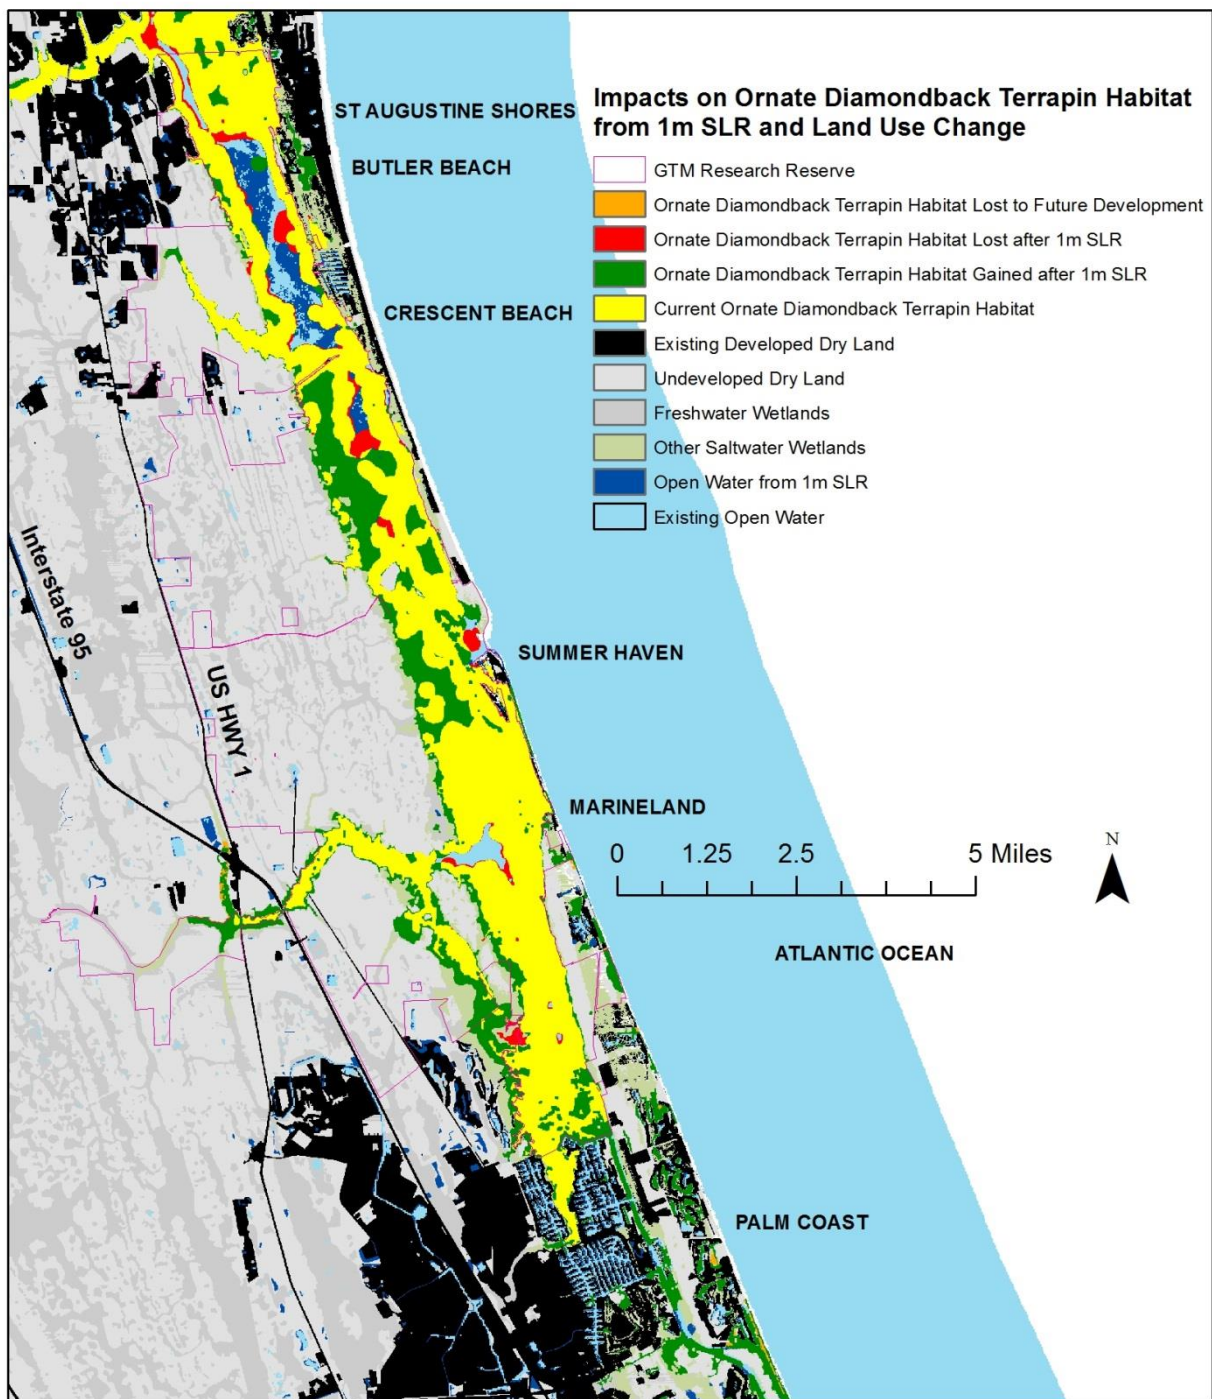 Impacts on Ornate Diamondback Terrapin Habitat
from 1m SLR and Land Use Change
GTM Research Reserve
Ornate Diamondback Terrapin Habitat Lost to Future Development
Ornate Diamondback Terrapin Habitat Lost after 1m SLR
Ornate Diamondback Terrapin Habitat Gained after 1m SLR
Current Ornate Diamondback Terrapin Habitat
Existing Developed Dry Land
Undeveloped Dry Land
Freshwater Wetlands
Other Saltwater Wetlands
Open Water from 1m SLR
Existing Open Water
ST AUGUSTINE SHORES
BUTLER BEACH
CRESCENT BEACH
Interstate 95
US HWY 1
SUMMER HAVEN
MARINELAND
0 1.25 2.5 5 Miles
N
ATLANTIC OCEAN
PALM COAST